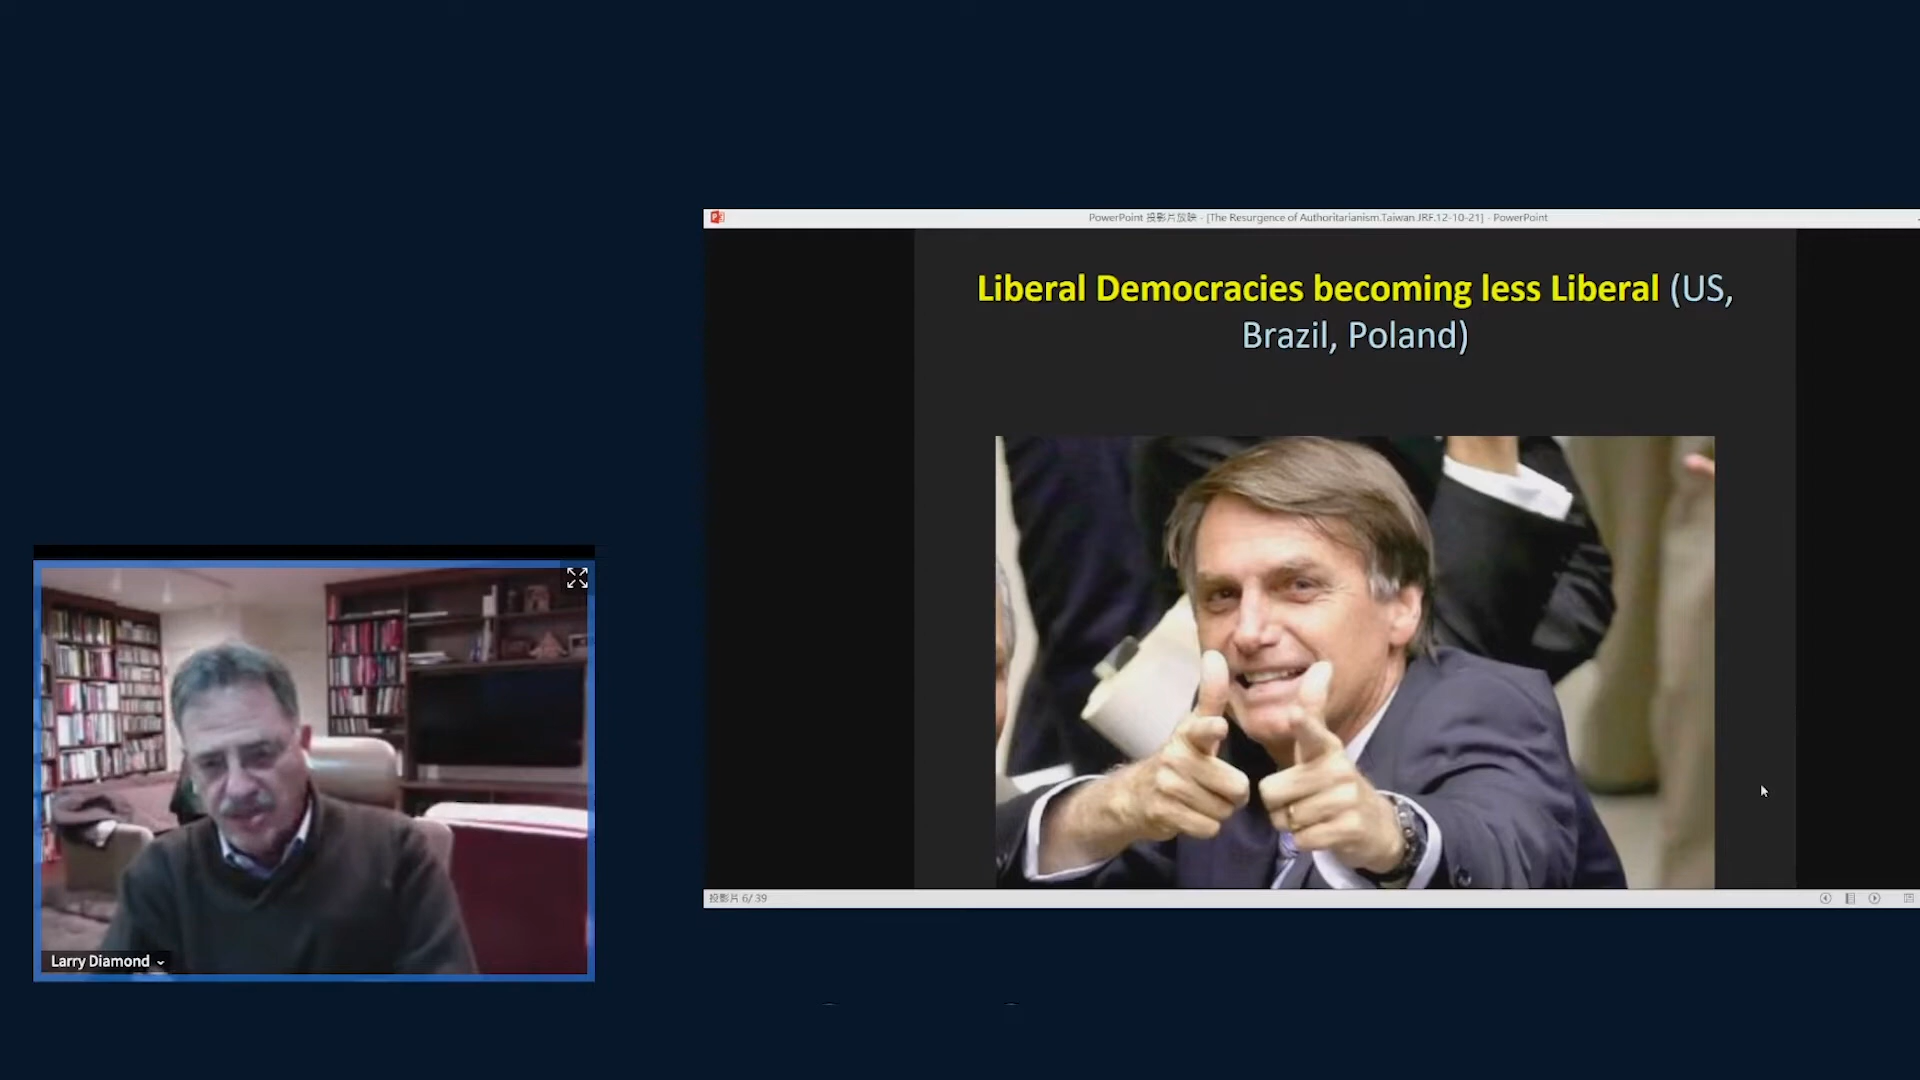 PowerPoint 投影片放映 - [The Resurgence of Authoritarianism.Taiwan JRF.12-10-21] - PowerPoint
Liberal Democracies becoming less Liberal (US,
Brazil, Poland)
投影片 6/39
Larry Diamond